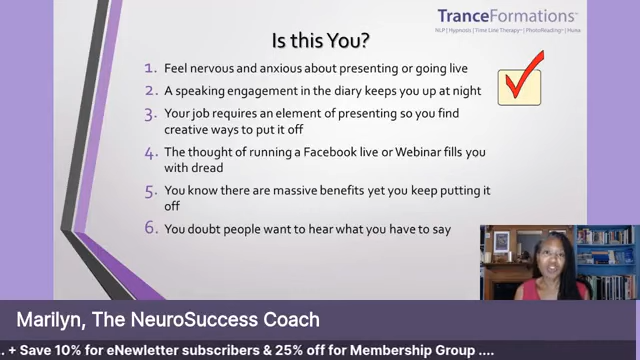 TranceFormations™
NLP | Hypnosis | Time Line Therapy™ | PhotoReading® | Huna
Is this You?
1. Feel nervous and anxious about presenting or going live
2. A speaking engagement in the diary keeps you up at night
3. Your job requires an element of presenting so you find
creative ways to put it off
4. The thought of running a Facebook live or Webinar fills you
with dread
5. You know there are massive benefits yet you keep putting it
off
6. You doubt people want to hear what you have to say
Marilyn, The NeuroSuccess Coach
.. + Save 10% for eNewletter subscribers & 25% off for Membership Group ....